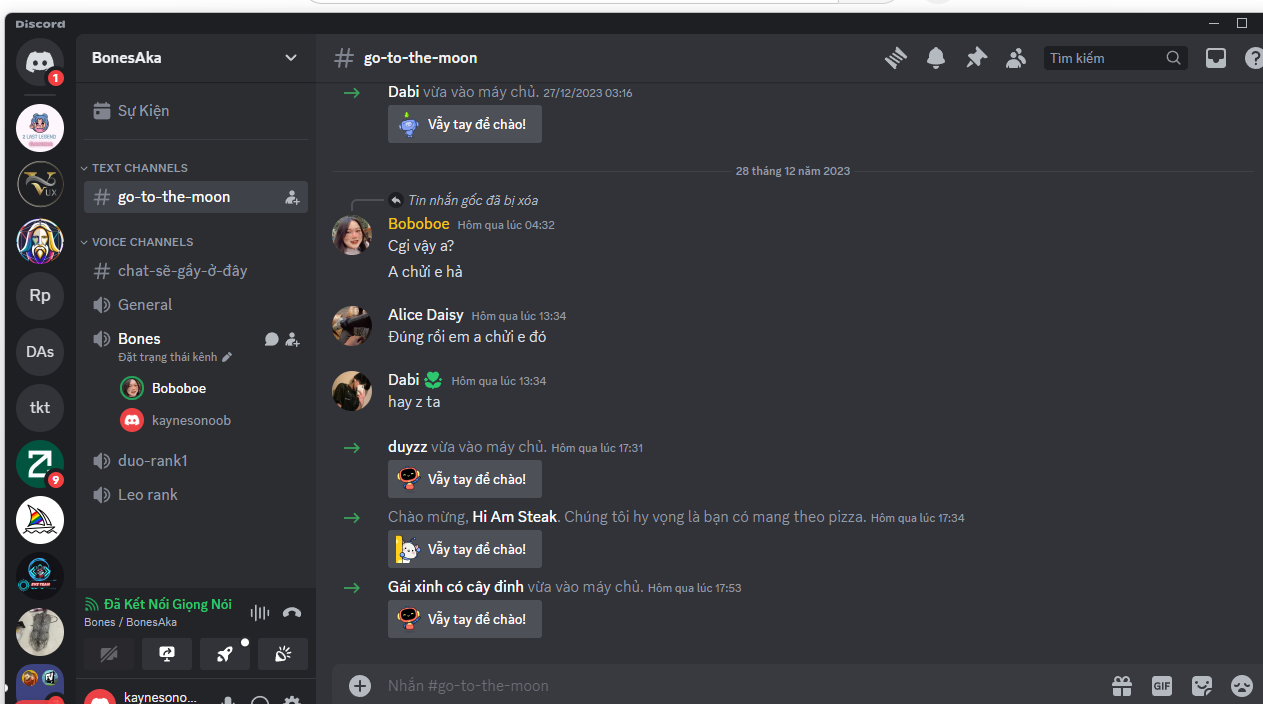 Discord
1
2 LAST LEGEND
UX
Rp
DAs
tkt
9
BonesAka
Sự Kiện
TEXT CHANNELS
go-to-the-moon
VOICE CHANNELS
chat-sẽ-gầy-ở-đây
General
Bones
Đặt trạng thái kênh
Boboboe
kaynesonoob
duo-rank1
Leo rank
Đã Kết Nối Giọng Nói
Bones / BonesAka
kaynesono...
# go-to-the-moon
Tìm kiếm
Dabi vừa vào máy chủ. 27/12/2023 03:16
Vẫy tay để chào!
28 tháng 12 năm 2023
Tin nhắn gốc đã bị xóa
Boboboe Hôm qua lúc 04:32
Cgi vậy a?
A chửi e hả
Alice Daisy Hôm qua lúc 13:34
Đúng rồi em a chửi e đó
Dabi Hôm qua lúc 13:34
hay z ta
duyzz vừa vào máy chủ. Hôm qua lúc 17:31
Vẫy tay để chào!
Chào mừng, Hi Am Steak. Chúng tôi hy vọng là bạn có mang theo pizza. Hôm qua lúc 17:34
Vẫy tay để chào!
Gái xinh có cây đinh vừa vào máy chủ. Hôm qua lúc 17:53
Vẫy tay để chào!
Nhắn #go-to-the-moon
GIF